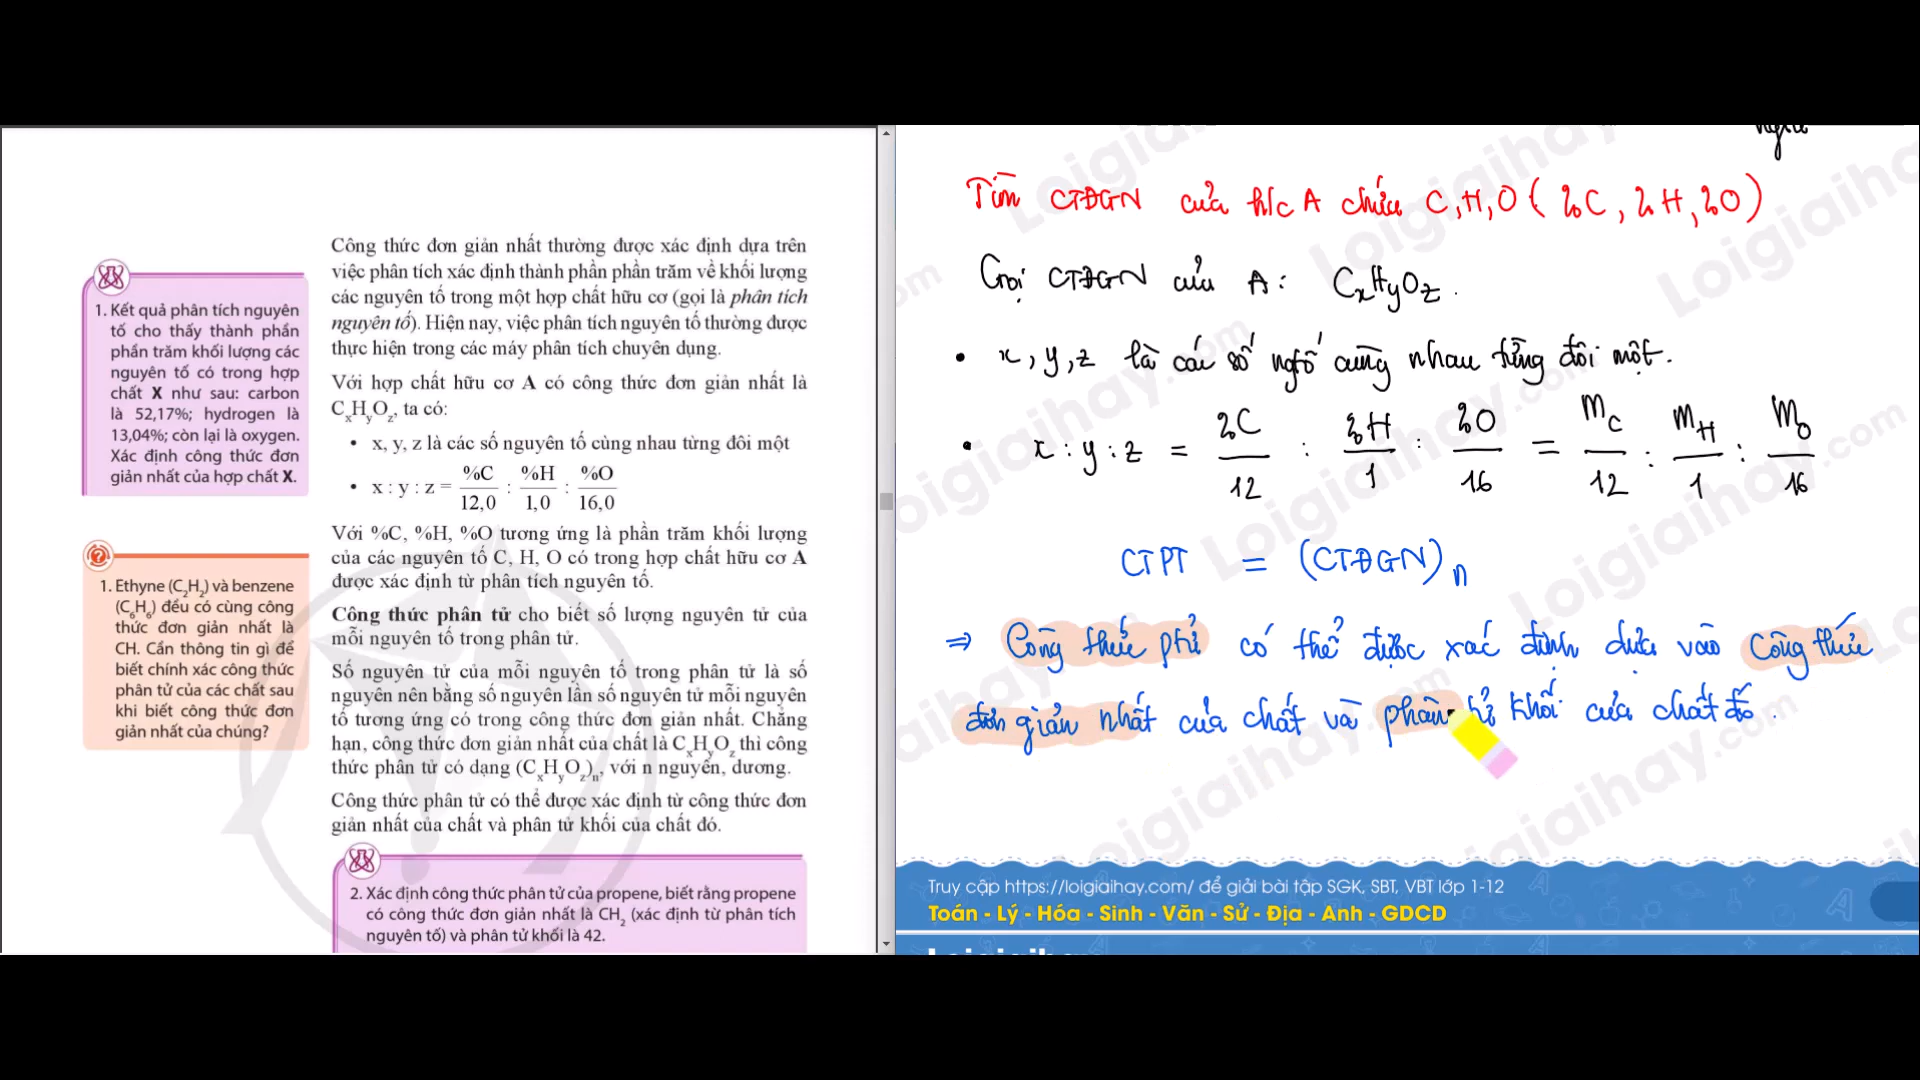 1. Kết quả phân tích nguyên
tố cho thấy thành phần
phần trăm khối lượng các
nguyên tố có trong hợp
chất X như sau: carbon
là 52,17%; hydrogen là
13,04%; còn lại là oxygen.
Xác định công thức đơn
giản nhất của hợp chất X.
1. Ethyne (C₂H₂) và benzene
(C₆H₆) đều có cùng công
thức đơn giản nhất là
CH. Cần thông tin gì để
biết chính xác công thức
phân tử của các chất sau
khi biết công thức đơn
giản nhất của chúng?
Công thức đơn giản nhất thường được xác định dựa trên
việc phân tích xác định thành phần phần trăm về khối lượng
các nguyên tố trong một hợp chất hữu cơ (gọi là phân tích
nguyên tố). Hiện nay, việc phân tích nguyên tố thường được
thực hiện trong các máy phân tích chuyên dụng.
Với hợp chất hữu cơ A có công thức đơn giản nhất là
CₓHᵧO_z, ta có:
• x, y, z là các số nguyên tố cùng nhau từng đôi một
• x : y : z = %C/12,0 : %H/1,0 : %O/16,0
Với %C, %H, %O tương ứng là phần trăm khối lượng
của các nguyên tố C, H, O có trong hợp chất hữu cơ A
được xác định từ phân tích nguyên tố.
Công thức phân tử cho biết số lượng nguyên tử của
mỗi nguyên tố trong phân tử.
Số nguyên tử của mỗi nguyên tố trong phân tử là số
nguyên nên bằng số nguyên lần số nguyên tử mỗi nguyên
tố tương ứng có trong công thức đơn giản nhất. Chẳng
hạn, công thức đơn giản nhất của chất là CₓHᵧO_z thì công
thức phân tử có dạng (CₓHᵧO_z)ₙ, với n nguyên, dương.
Công thức phân tử có thể được xác định từ công thức đơn
giản nhất của chất và phân tử khối của chất đó.
2. Xác định công thức phân tử của propene, biết rằng propene
có công thức đơn giản nhất là CH₂ (xác định từ phân tích
nguyên tố) và phân tử khối là 42.
Tìm CTĐGN của h/c A chứa C, H, O (%C, %H, %O)
Gọi CTĐGN của A: CₓHᵧO_z.
• x, y, z là các số ngtố cùng nhau từng đôi một.
• x : y : z = %C/12 : %H/1 : %O/16 = m_C/12 : m_H/1 : m_O/16
CTPT = (CTĐGN)ₙ
⇒ Công thức ptử có thể được xác định dựa vào công thức
đơn giản nhất của chất và phân tử khối của chất đó.
Truy cập https://loigiaihay.com/ để giải bài tập SGK, SBT, VBT lớp 1-12
Toán - Lý - Hóa - Sinh - Văn - Sử - Địa - Anh - GDCD
Loigiaihay.com